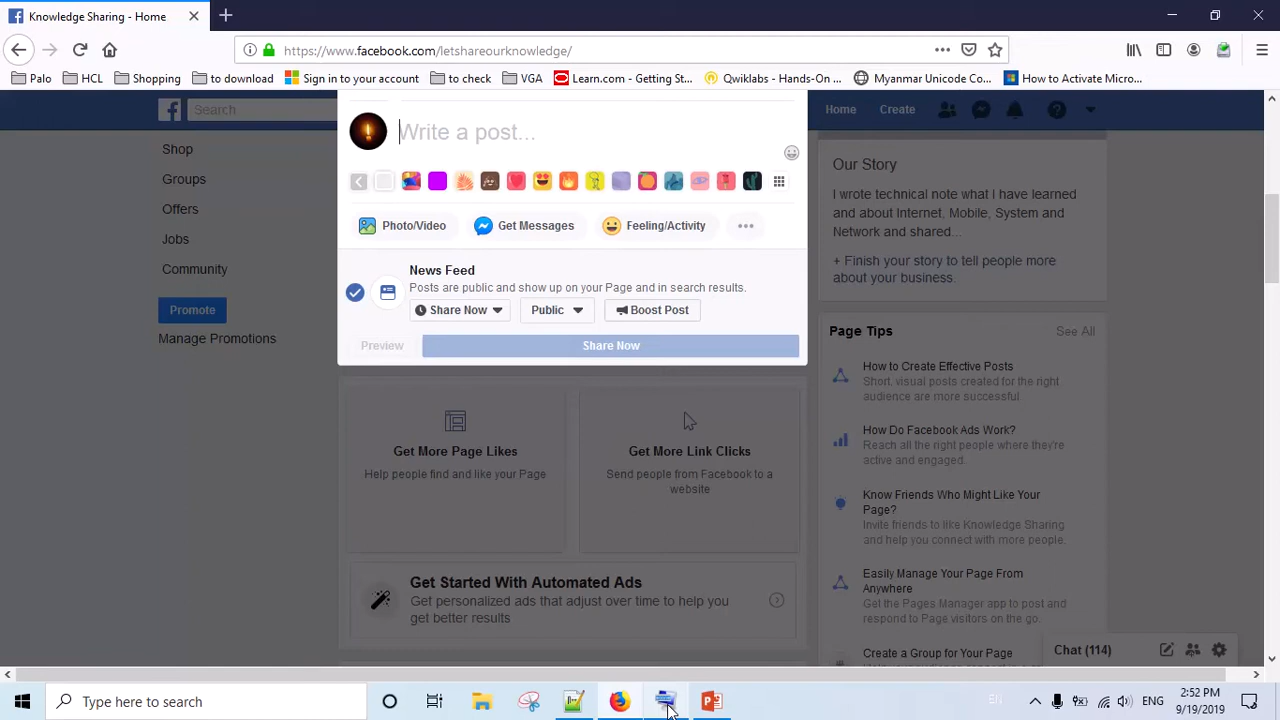 Knowledge Sharing - Home
https://www.facebook.com/letshareourknowledge/
Palo HCL Shopping to download Sign in to your account to check VGA Learn.com - Getting St... Qwiklabs - Hands-On ... Myanmar Unicode Co... How to Activate Micro...
Search
Home Create
Shop
Groups
Offers
Jobs
Community
Promote
Manage Promotions
Write a post...
Photo/Video Get Messages Feeling/Activity
News Feed
Posts are public and show up on your Page and in search results.
Share Now Public Boost Post
Preview Share Now
Get More Page Likes
Help people find and like your Page
Get More Link Clicks
Send people from Facebook to a
website
Get Started With Automated Ads
Get personalized ads that adjust over time to help you
get better results
Our Story
I wrote technical note what I have learned
and about Internet, Mobile, System and
Network and shared...
+ Finish your story to tell people more
about your business.
Page Tips See All
How to Create Effective Posts
Short, visual posts created for the right
audience are more successful
How Do Facebook Ads Work?
Reach all the right people where they're
active and engaged.
Know Friends Who Might Like Your
Page?
Invite friends to like Knowledge Sharing
and help you connect with more people.
Easily Manage Your Page From
Anywhere
Get the Pages Manager app to post and
respond to Page visitors on the go.
Create a Group for Your Page
Chat (114)
Type here to search
EN
ENG
2:52 PM
9/19/2019